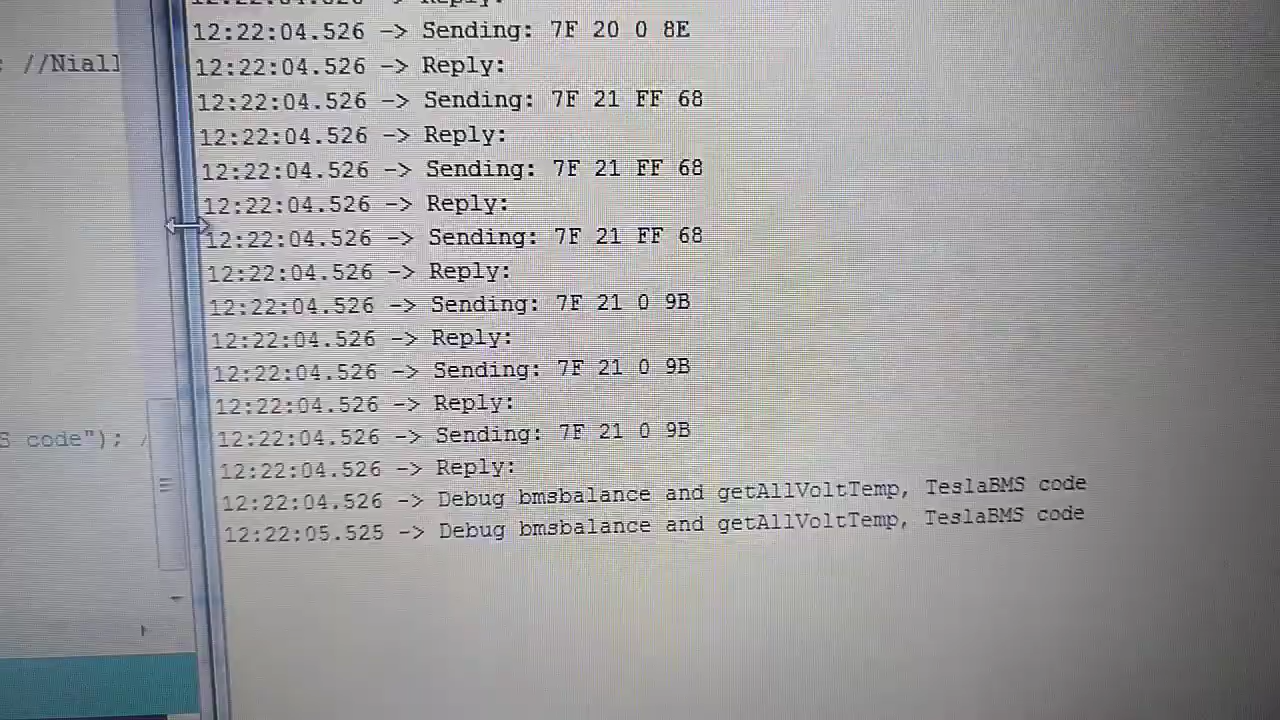 12:22:04.526 -> Sending: 7F 20 0 8E
: //Niall
12:22:04.526 -> Reply:
12:22:04.526 -> Sending: 7F 21 FF 68
12:22:04.526 -> Reply:
12:22:04.526 -> Sending: 7F 21 FF 68
12:22:04.526 -> Reply:
12:22:04.526 -> Sending: 7F 21 FF 68
12:22:04.526 -> Reply:
12:22:04.526 -> Sending: 7F 21 0 9B
12:22:04.526 -> Reply:
12:22:04.526 -> Sending: 7F 21 0 9B
12:22:04.526 -> Reply:
S code"); /
12:22:04.526 -> Sending: 7F 21 0 9B
12:22:04.526 -> Reply:
12:22:04.526 -> Debug bmsbalance and getAllVoltTemp, TeslaBMS code
12:22:05.525 -> Debug bmsbalance and getAllVoltTemp, TeslaBMS code